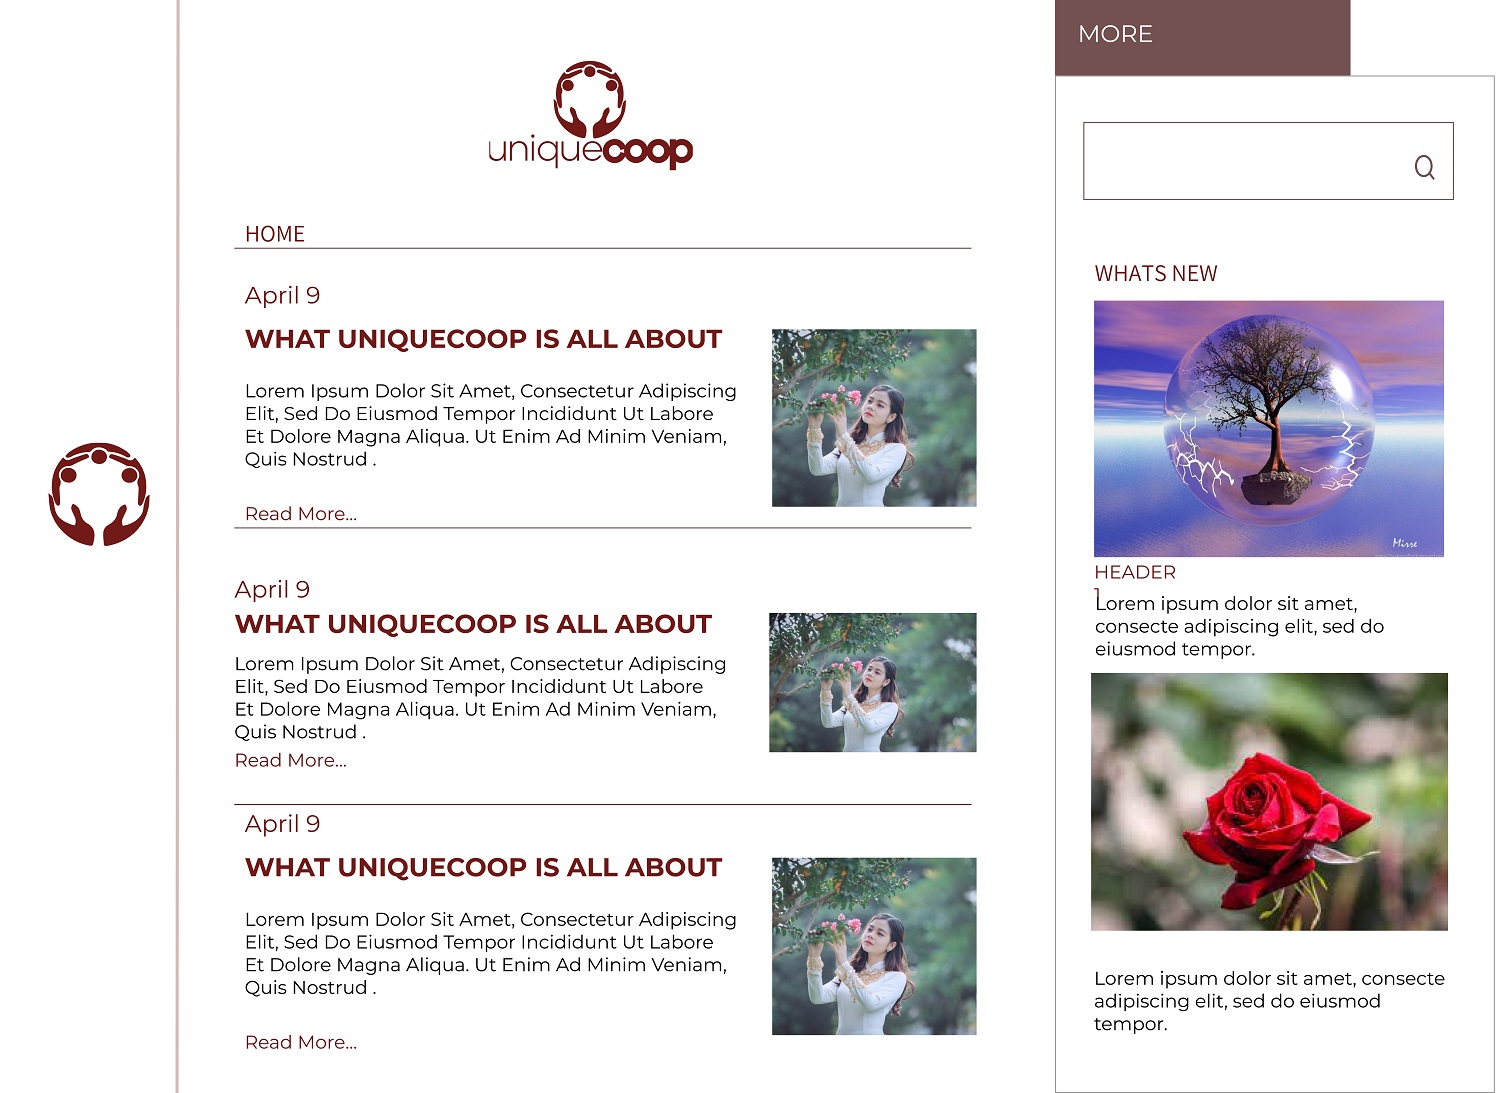 uniquecoop
HOME
April 9
WHAT UNIQUECOOP IS ALL ABOUT
Lorem Ipsum Dolor Sit Amet, Consectetur Adipiscing
Elit, Sed Do Eiusmod Tempor Incididunt Ut Labore
Et Dolore Magna Aliqua. Ut Enim Ad Minim Veniam,
Quis Nostrud .
Read More...
April 9
WHAT UNIQUECOOP IS ALL ABOUT
Lorem Ipsum Dolor Sit Amet, Consectetur Adipiscing
Elit, Sed Do Eiusmod Tempor Incididunt Ut Labore
Et Dolore Magna Aliqua. Ut Enim Ad Minim Veniam,
Quis Nostrud .
Read More...
April 9
WHAT UNIQUECOOP IS ALL ABOUT
Lorem Ipsum Dolor Sit Amet, Consectetur Adipiscing
Elit, Sed Do Eiusmod Tempor Incididunt Ut Labore
Et Dolore Magna Aliqua. Ut Enim Ad Minim Veniam,
Quis Nostrud .
Read More...
MORE
WHATS NEW
Mirre
HEADER
1
Lorem ipsum dolor sit amet,
consecte adipiscing elit, sed do
eiusmod tempor.
Lorem ipsum dolor sit amet, consecte
adipiscing elit, sed do eiusmod
tempor.